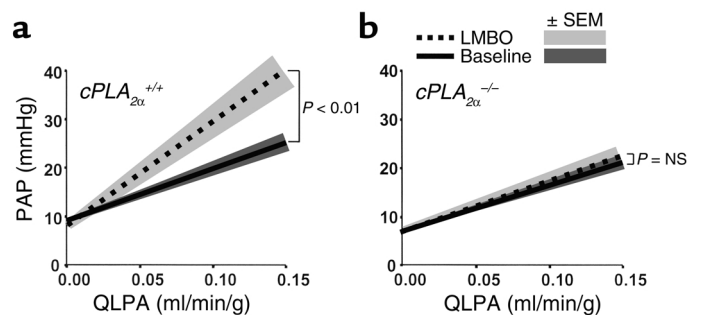 a
b
± SEM
LMBO
Baseline
cPLA2α+/+
cPLA2α−/−
PAP (mmHg)
40
30
20
10
0
P < 0.01
0.00 0.05 0.10 0.15
QLPA (ml/min/g)
40
30
20
10
0
P = NS
0.00 0.05 0.10 0.15
QLPA (ml/min/g)